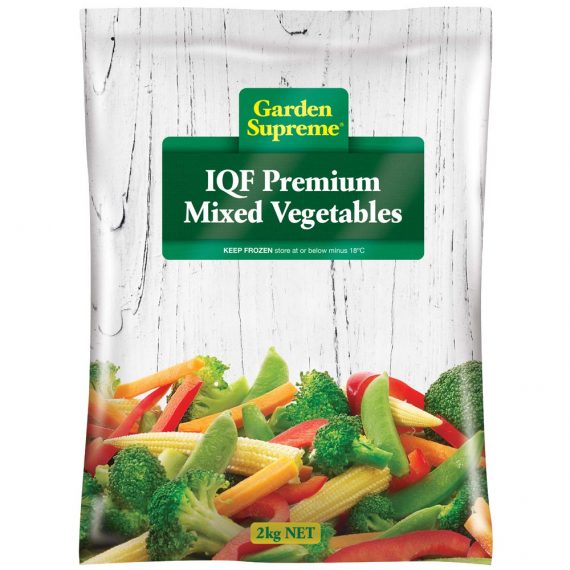 Garden
Supreme®
IQF Premium
Mixed Vegetables
KEEP FROZEN store at or below minus 18°C
2kg NET